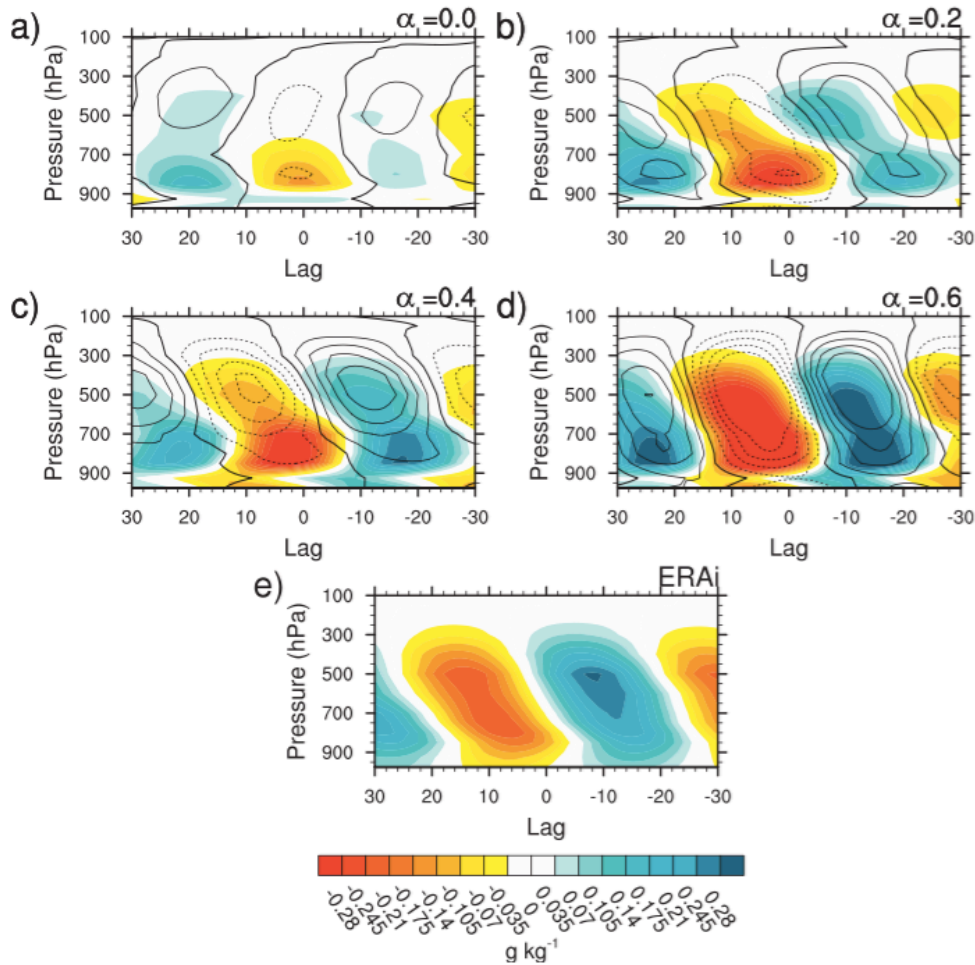 a) α =0.0
Pressure (hPa)
100
300
500
700
900
30 20 10 0 -10 -20 -30
Lag
b) α =0.2
Pressure (hPa)
100
300
500
700
900
30 20 10 0 -10 -20 -30
Lag
c) α =0.4
Pressure (hPa)
100
300
500
700
900
30 20 10 0 -10 -20 -30
Lag
d) α =0.6
Pressure (hPa)
100
300
500
700
900
30 20 10 0 -10 -20 -30
Lag
e) ERAi
Pressure (hPa)
100
300
500
700
900
30 20 10 0 -10 -20 -30
Lag
-0.28 -0.245 -0.21 -0.175 -0.14 -0.105 -0.07 -0.035 0 0.035 0.07 0.105 0.14 0.175 0.21 0.245 0.28
g kg⁻¹